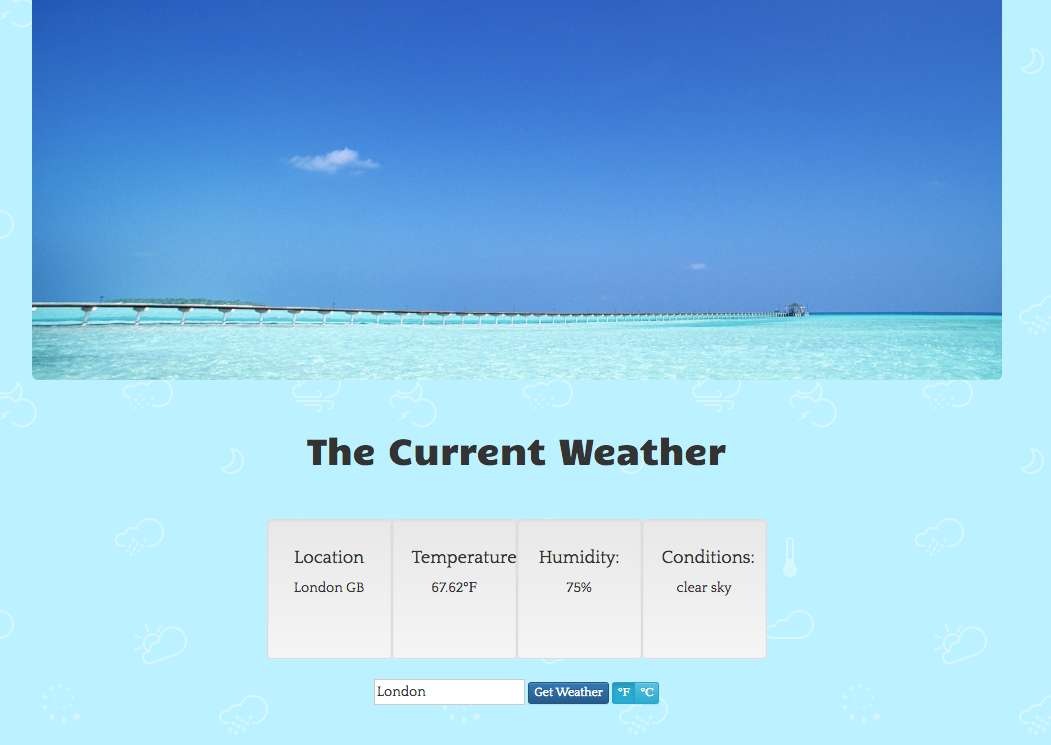 The Current Weather
Location
London GB
Temperature
67.62°F
Humidity:
75%
Conditions:
clear sky
London
Get Weather
°F
°C